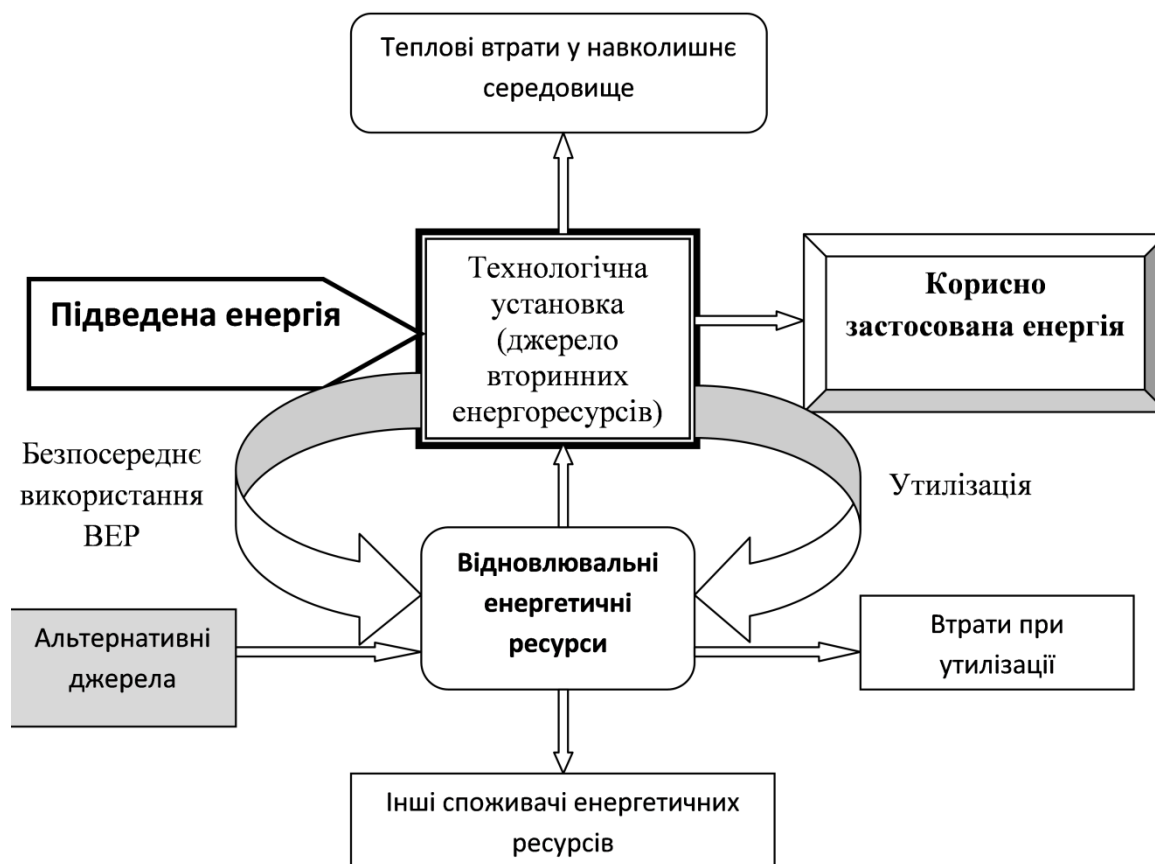 Теплові втрати у навколишнє
середовище
Підведена енергія
Технологічна
установка
(джерело
вторинних
енергоресурсів)
Корисно
застосована енергія
Безпосереднє
використання
ВЕР
Утилізація
Відновлювальні
енергетичні
ресурси
Альтернативні
джерела
Втрати при
утилізації
Інші споживачі енергетичних
ресурсів